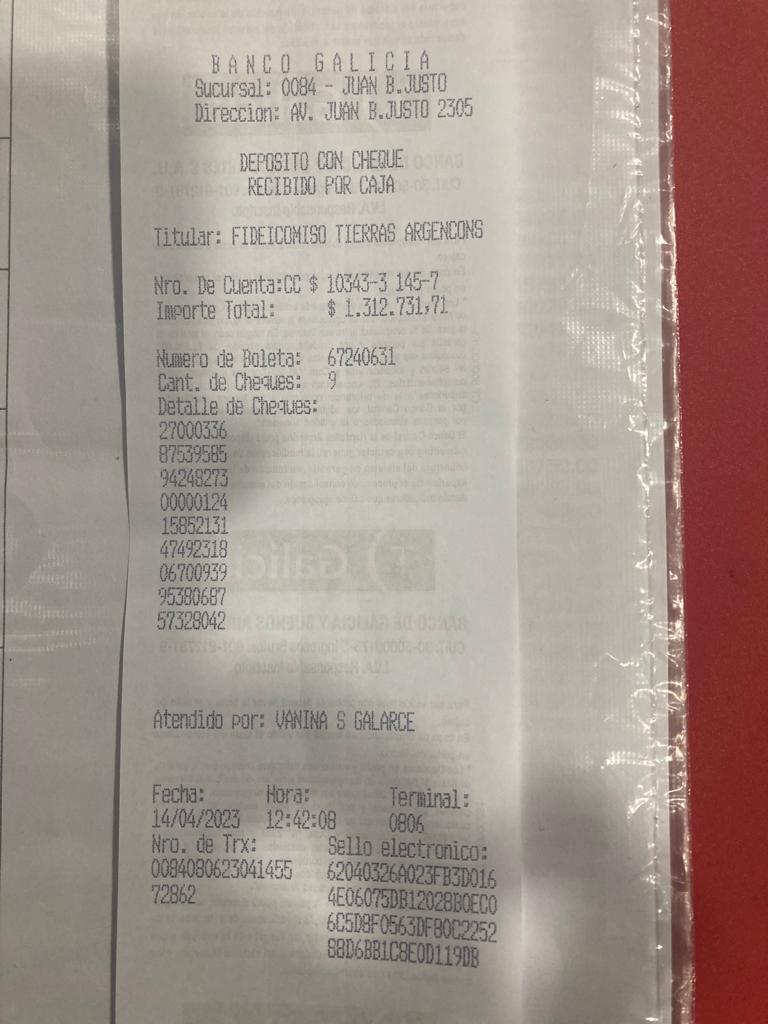 BANCO GALICIA
Sucursal: 0084 - JUAN B.JUSTO
Direccion: AV. JUAN B.JUSTO 2305
DEPOSITO CON CHEQUE
RECIBIDO POR CAJA
Titular: FIDEICOMISO TIERRAS ARGENCONS
Nro. De Cuenta:CC $ 10343-3 145-7
Importe Total: $ 1.312.731,71
Numero de Boleta: 67240631
Cant. de Cheques: 9
Detalle de Cheques:
27000336
87539585
94248273
00000124
15852131
47492318
06700939
95380687
57328042
Atendido por: VANINA S GALARCE
Fecha: Hora: Terminal:
14/04/2023 12:42:08 0806
Nro. de Trx: Sello electronico:
0084080623041455 62040326A023FB3D016
72862 4E06075DB12028B0EC0
6C5D8F0563DF80C2252
88D6BB1C8E0D119DB